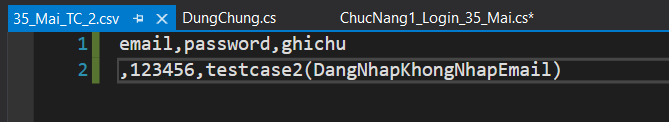 35_Mai_TC_2.csv DungChung.cs ChucNang1_Login_35_Mai.cs*
1 email,password,ghichu
2 ,123456,testcase2(DangNhapKhongNhapEmail)